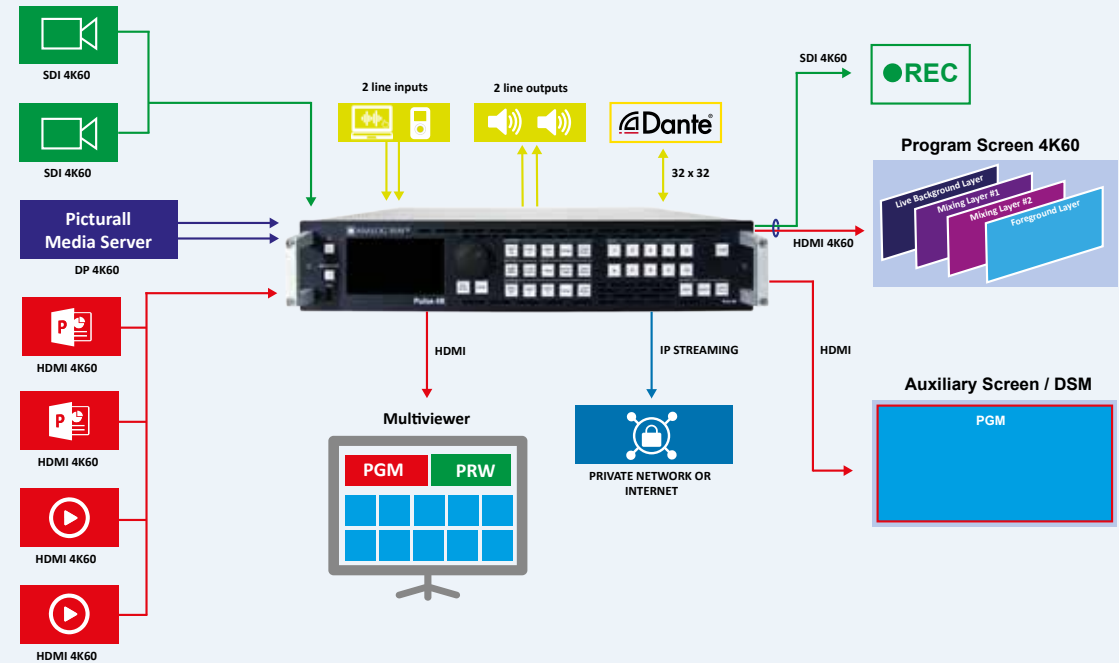 SDI 4K60
SDI 4K60
Picturall
Media Server
DP 4K60
P
HDMI 4K60
P
HDMI 4K60
HDMI 4K60
HDMI 4K60
2 line inputs
2 line outputs
Dante
32 x 32
ANALOG WAY
Pulse 4K
HDMI
Multiviewer
PGM
PRW
IP STREAMING
PRIVATE NETWORK OR
INTERNET
SDI 4K60
REC
Program Screen 4K60
Live Background Layer
Mixing Layer #1
Mixing Layer #2
Foreground Layer
HDMI 4K60
HDMI
Auxiliary Screen / DSM
PGM